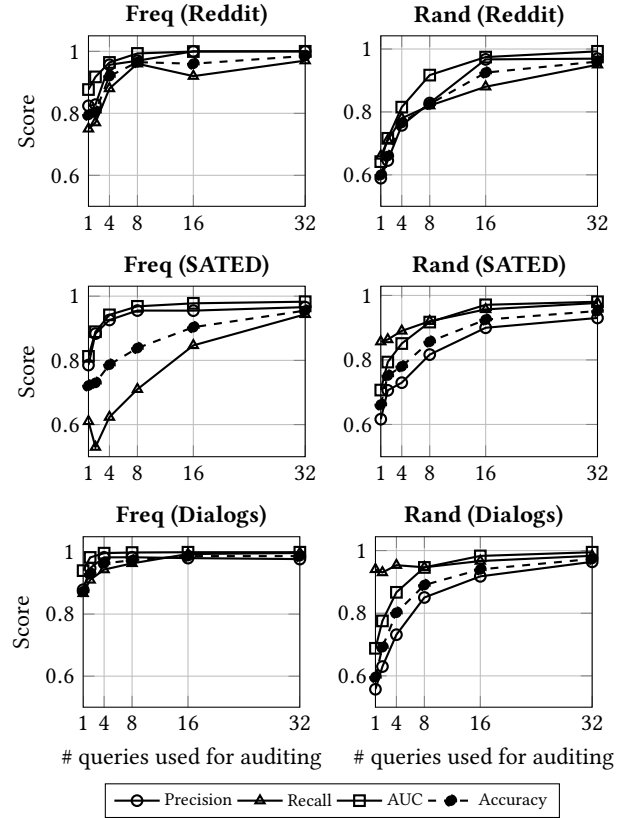 Freq (Reddit)
Rand (Reddit)
1
0.8
0.6
Score
1 4 8 16 32
1
0.8
0.6
1 4 8 16 32
Freq (SATED)
Rand (SATED)
1
0.8
0.6
Score
1 4 8 16 32
1
0.8
0.6
1 4 8 16 32
Freq (Dialogs)
Rand (Dialogs)
1
0.8
0.6
Score
1 4 8 16 32
# queries used for auditing
1
0.8
0.6
1 4 8 16 32
# queries used for auditing
Precision Recall AUC Accuracy